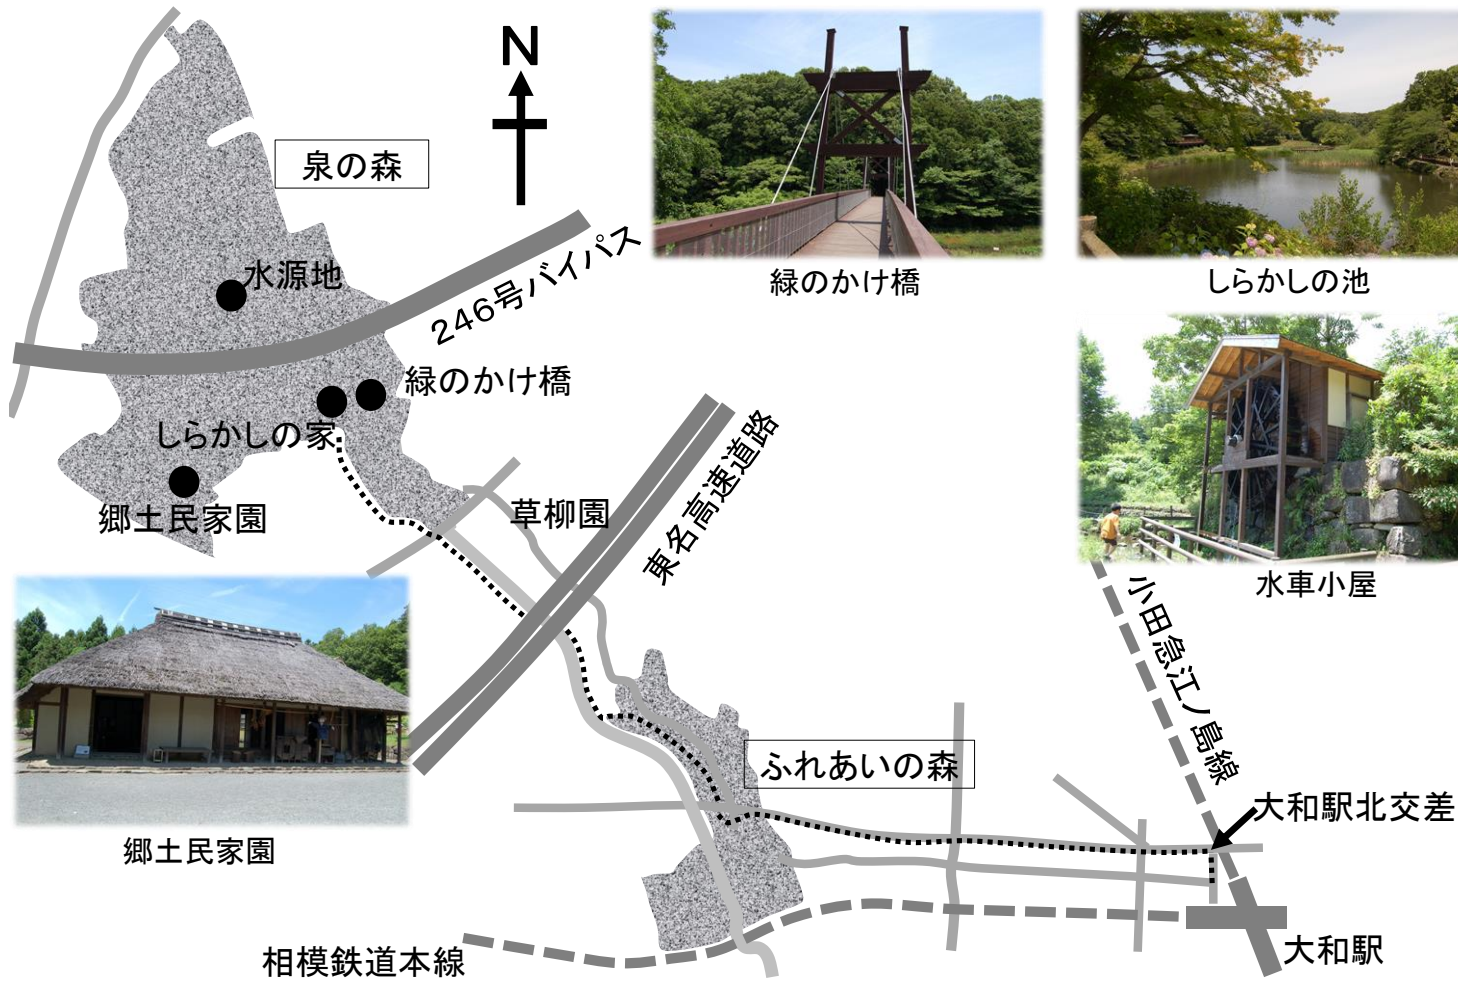 N
泉の森
水源地
246号バイパス
緑のかけ橋
しらかしの池
緑のかけ橋
しらかしの家
郷土民家園
草柳園
東名高速道路
水車小屋
小田急江ノ島線
ふれあいの森
大和駅北交差
郷土民家園
相模鉄道本線
大和駅